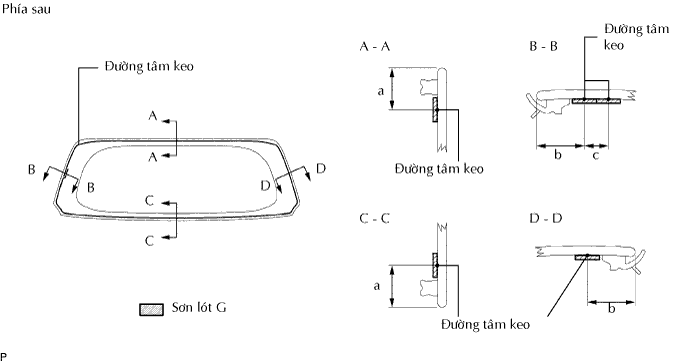 Phía sau
Đường tâm keo
A
A
B
B
D
D
C
C
Sơn lót G
A - A
a
Đường tâm keo
B - B
Đường tâm
keo
b
c
C - C
a
Đường tâm keo
D - D
b
P